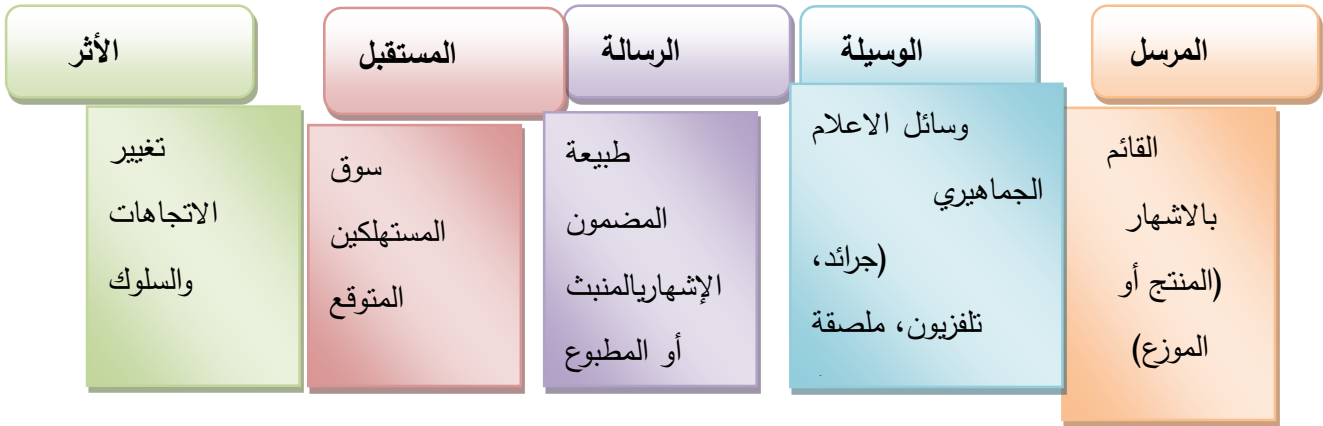 المرسل
القائم
بالاشهار
(المنتج أو
الموزع)
الوسيلة
وسائل الاعلام
الجماهيري
(جرائد،
تلفزيون، ملصقة
الرسالة
طبيعة
المضمون
الإشهاريالمنبث
أو المطبوع
المستقبل
سوق
المستهلكين
المتوقع
الأثر
تغيير
الاتجاهات
والسلوك